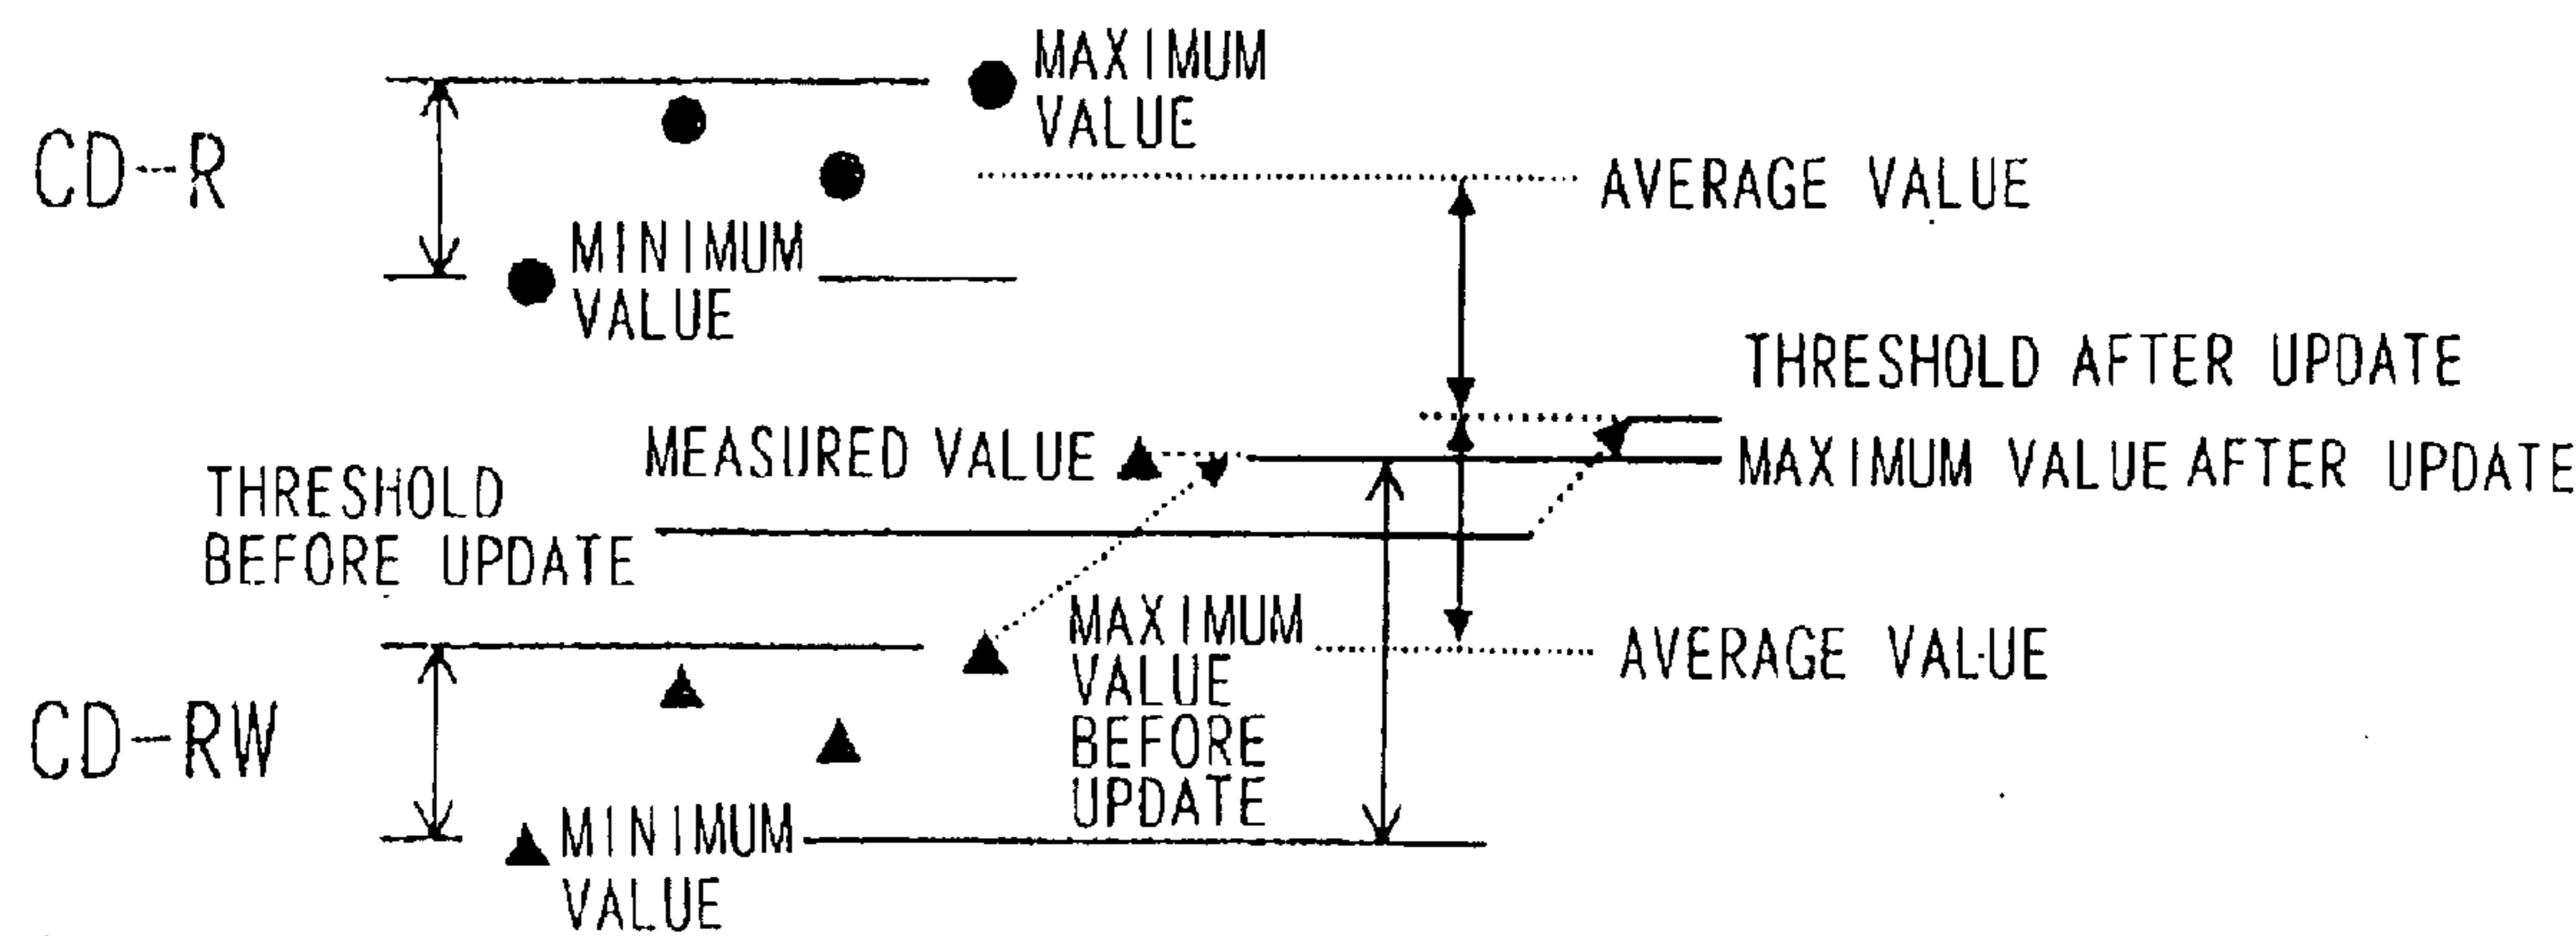 MAXIMUM
VALUE
CD-R
AVERAGE VALUE
MINIMUM
VALUE
THRESHOLD AFTER UPDATE
MEASURED VALUE
MAXIMUM VALUE AFTER UPDATE
THRESHOLD
BEFORE UPDATE
MAXIMUM
VALUE
BEFORE
UPDATE
AVERAGE VALUE
CD-RW
MINIMUM
VALUE